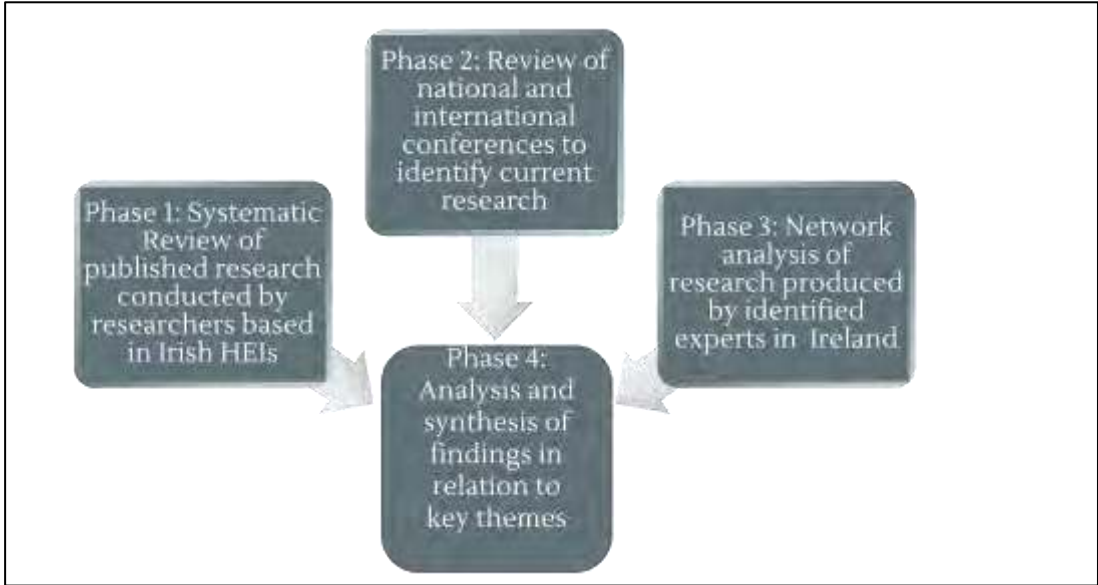 Phase 1: Systematic
Review of
published research
conducted by
researchers based
in Irish HEIs
Phase 2: Review of
national and
international
conferences to
identify current
research
Phase 3: Network
analysis of
research produced
by identified
experts in Ireland
Phase 4:
Analysis and
synthesis of
findings in
relation to
key themes